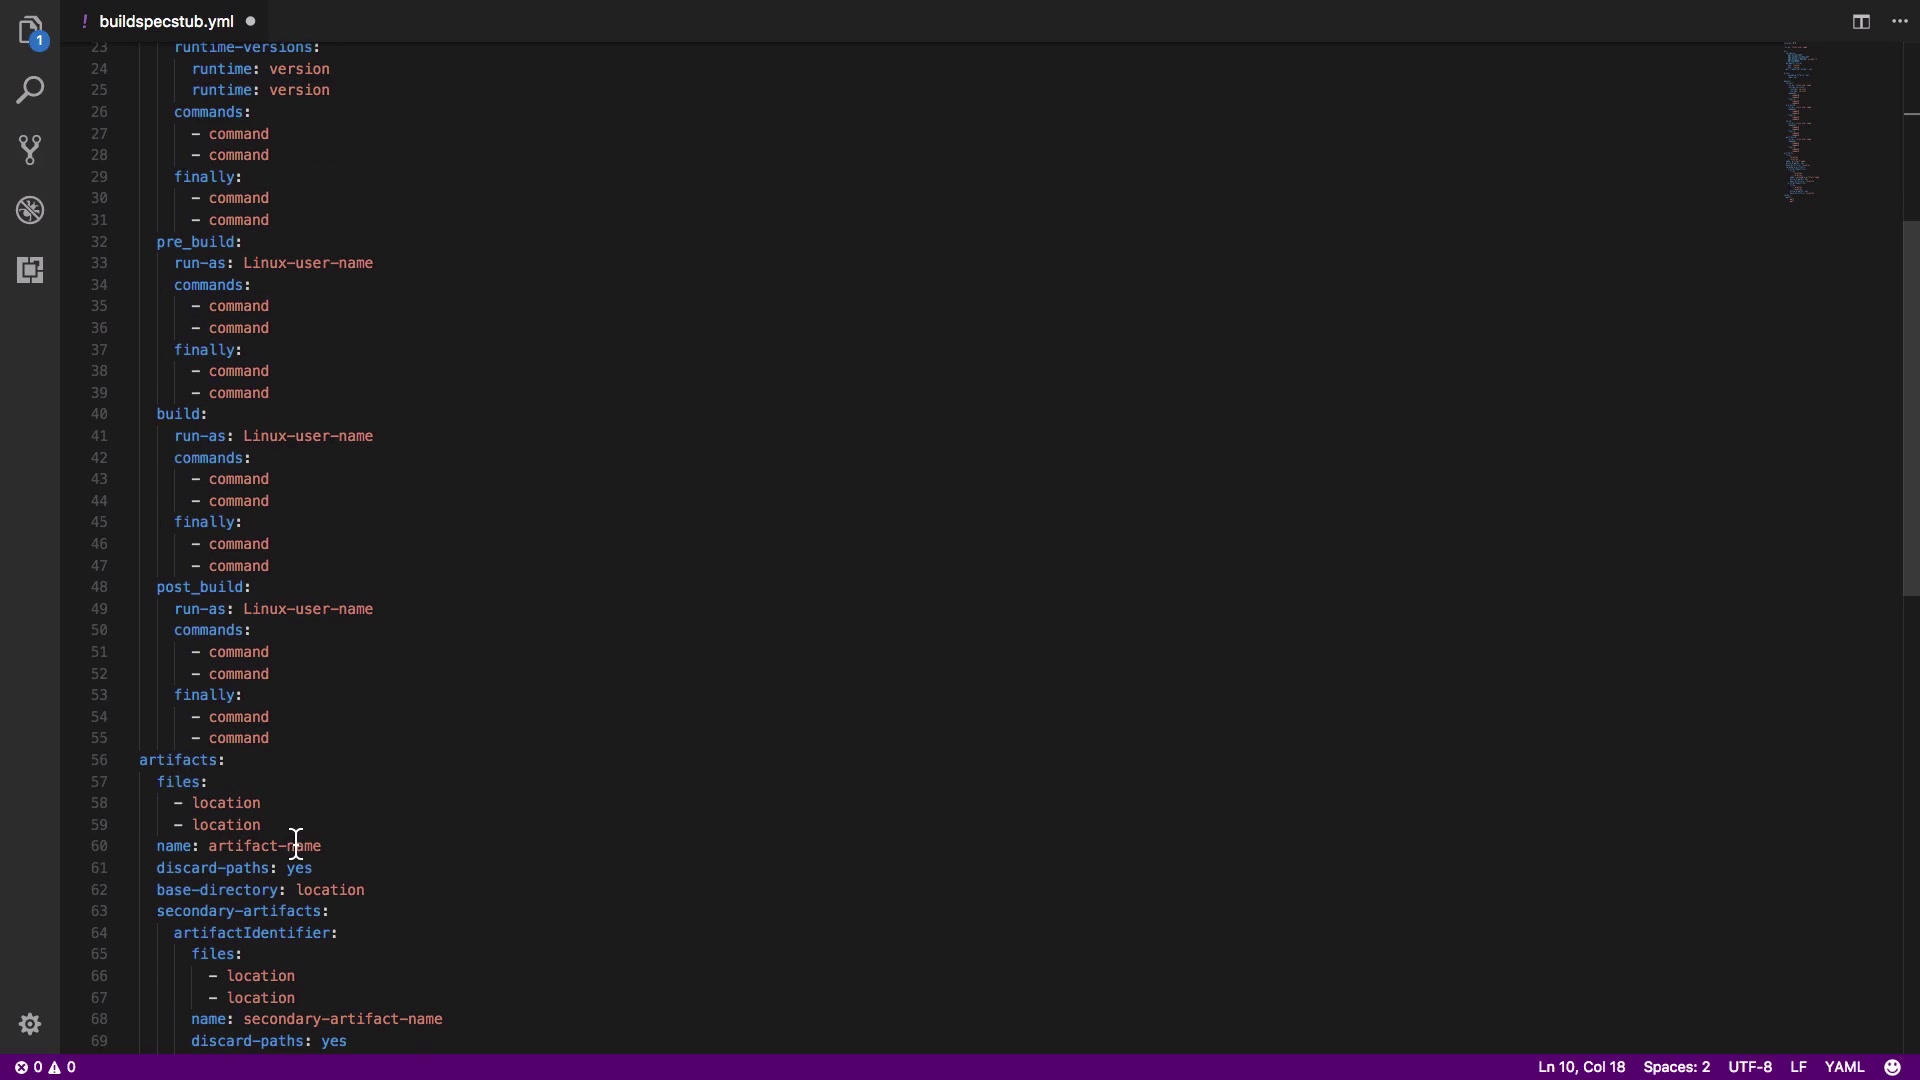 ! buildspecstub.yml
1
23 runtime-versions:
24 runtime: version
25 runtime: version
26 commands:
27 - command
28 - command
29 finally:
30 - command
31 - command
32 pre_build:
33 run-as: Linux-user-name
34 commands:
35 - command
36 - command
37 finally:
38 - command
39 - command
40 build:
41 run-as: Linux-user-name
42 commands:
43 - command
44 - command
45 finally:
46 - command
47 - command
48 post_build:
49 run-as: Linux-user-name
50 commands:
51 - command
52 - command
53 finally:
54 - command
55 - command
56 artifacts:
57 files:
58 - location
59 - location
60 name: artifact-name
61 discard-paths: yes
62 base-directory: location
63 secondary-artifacts:
64 artifactIdentifier:
65 files:
66 - location
67 - location
68 name: secondary-artifact-name
69 discard-paths: yes
0 0 Ln 10, Col 18 Spaces: 2 UTF-8 LF YAML